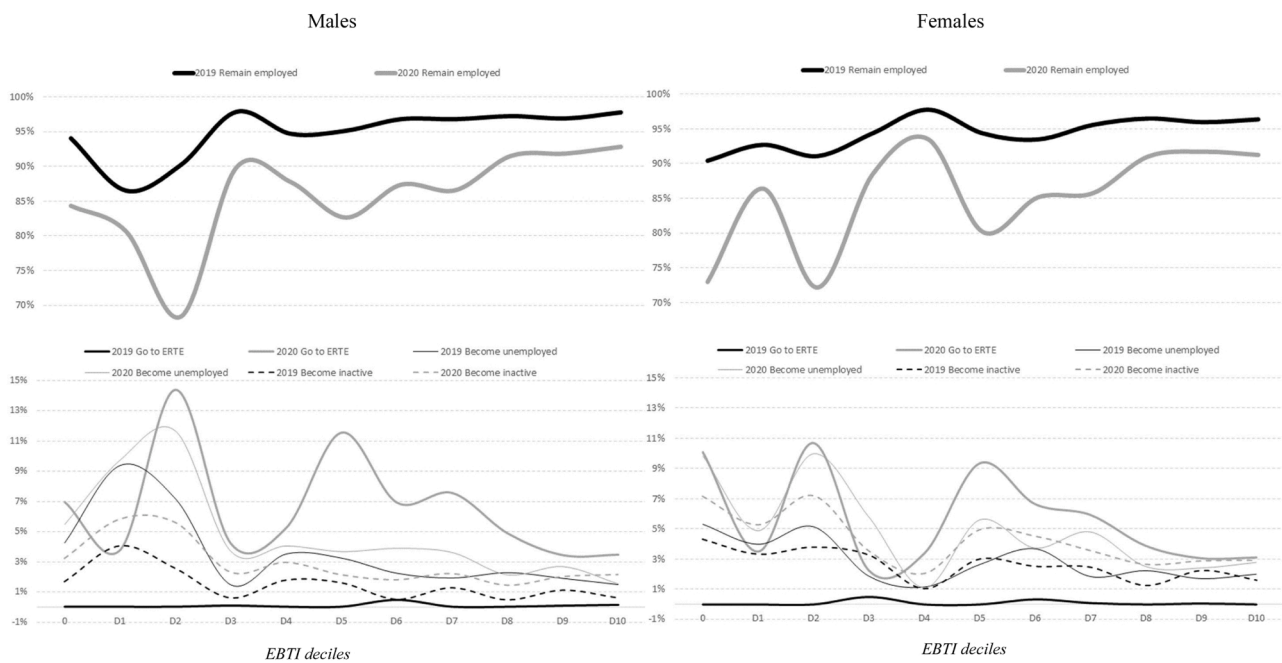 Males
2019 Remain employed 2020 Remain employed
100%
95%
90%
85%
80%
75%
70%
2019 Go to ERTE 2020 Go to ERTE 2019 Become unemployed
2020 Become unemployed 2019 Become inactive 2020 Become inactive
15%
13%
11%
9%
7%
5%
3%
1%
-1%
0 D1 D2 D3 D4 D5 D6 D7 D8 D9 D10
EBTI deciles
Females
2019 Remain employed 2020 Remain employed
100%
95%
90%
85%
80%
75%
70%
2019 Go to ERTE 2020 Go to ERTE 2019 Become unemployed
2020 Become unemployed 2019 Become inactive 2020 Become inactive
15%
13%
11%
9%
7%
5%
3%
1%
-1%
0 D1 D2 D3 D4 D5 D6 D7 D8 D9 D10
EBTI deciles